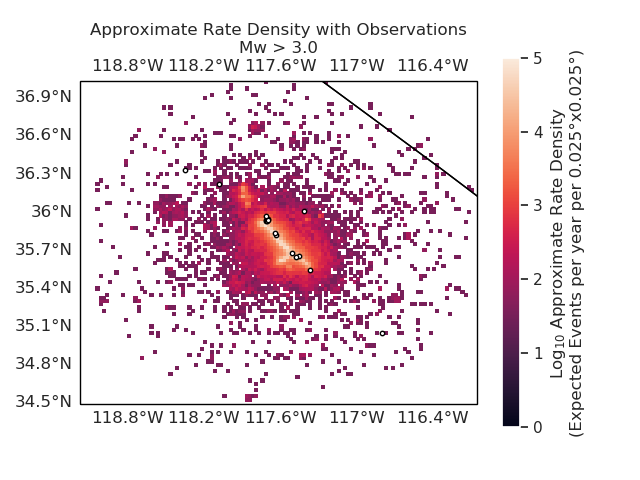 Approximate Rate Density with Observations
Mw > 3.0
118.8°W 118.2°W 117.6°W 117°W 116.4°W
36.9°N
36.6°N
36.3°N
36°N
35.7°N
35.4°N
35.1°N
34.8°N
34.5°N
118.8°W 118.2°W 117.6°W 117°W 116.4°W
5
4
3
2
1
0
Log₁₀ Approximate Rate Density
(Expected Events per year per 0.025°x0.025°)